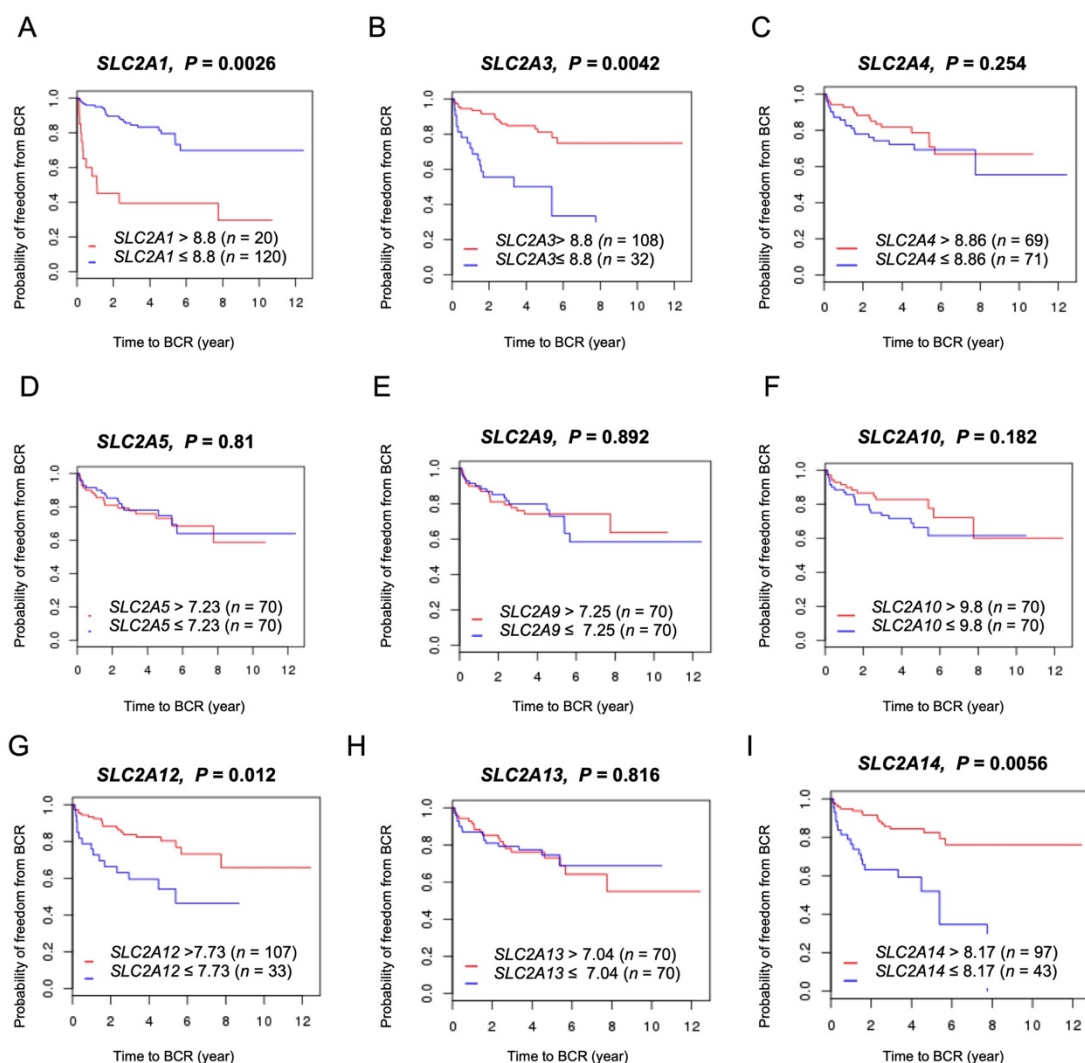 A
SLC2A1, P = 0.0026
Probability of freedom from BCR
1.0
0.8
0.6
0.4
0.2
0.0
SLC2A1 > 8.8 (n = 20)
SLC2A1 ≤ 8.8 (n = 120)
0 2 4 6 8 10 12
Time to BCR (year)
B
SLC2A3, P = 0.0042
Probability of freedom from BCR
1.0
0.8
0.6
0.4
0.2
0.0
SLC2A3> 8.8 (n = 108)
SLC2A3≤ 8.8 (n = 32)
0 2 4 6 8 10 12
Time to BCR (year)
C
SLC2A4, P = 0.254
Probability of freedom from BCR
1.0
0.8
0.6
0.4
0.2
0.0
SLC2A4 > 8.86 (n = 69)
SLC2A4 ≤ 8.86 (n = 71)
0 2 4 6 8 10 12
Time to BCR (year)
D
SLC2A5, P = 0.81
Probability of freedom from BCR
1.0
0.8
0.6
0.4
0.2
0.0
SLC2A5 > 7.23 (n = 70)
SLC2A5 ≤ 7.23 (n = 70)
0 2 4 6 8 10 12
Time to BCR (year)
E
SLC2A9, P = 0.892
Probability of freedom from BCR
1.0
0.8
0.6
0.4
0.2
0.0
SLC2A9 > 7.25 (n = 70)
SLC2A9 ≤ 7.25 (n = 70)
0 2 4 6 8 10 12
Time to BCR (year)
F
SLC2A10, P = 0.182
Probability of freedom from BCR
1.0
0.8
0.6
0.4
0.2
0.0
SLC2A10 > 9.8 (n = 70)
SLC2A10 ≤ 9.8 (n = 70)
0 2 4 6 8 10 12
Time to BCR (year)
G
SLC2A12, P = 0.012
Probability of freedom from BCR
1.0
0.8
0.6
0.4
0.2
0.0
SLC2A12 >7.73 (n = 107)
SLC2A12 ≤ 7.73 (n = 33)
0 2 4 6 8 10 12
Time to BCR (year)
H
SLC2A13, P = 0.816
Probability of freedom from BCR
1.0
0.8
0.6
0.4
0.2
0.0
SLC2A13 > 7.04 (n = 70)
SLC2A13 ≤ 7.04 (n = 70)
0 2 4 6 8 10 12
Time to BCR (year)
I
SLC2A14, P = 0.0056
Probability of freedom from BCR
1.0
0.8
0.6
0.4
0.2
0.0
SLC2A14 > 8.17 (n = 97)
SLC2A14 ≤ 8.17 (n = 43)
0 2 4 6 8 10 12
Time to BCR (year)